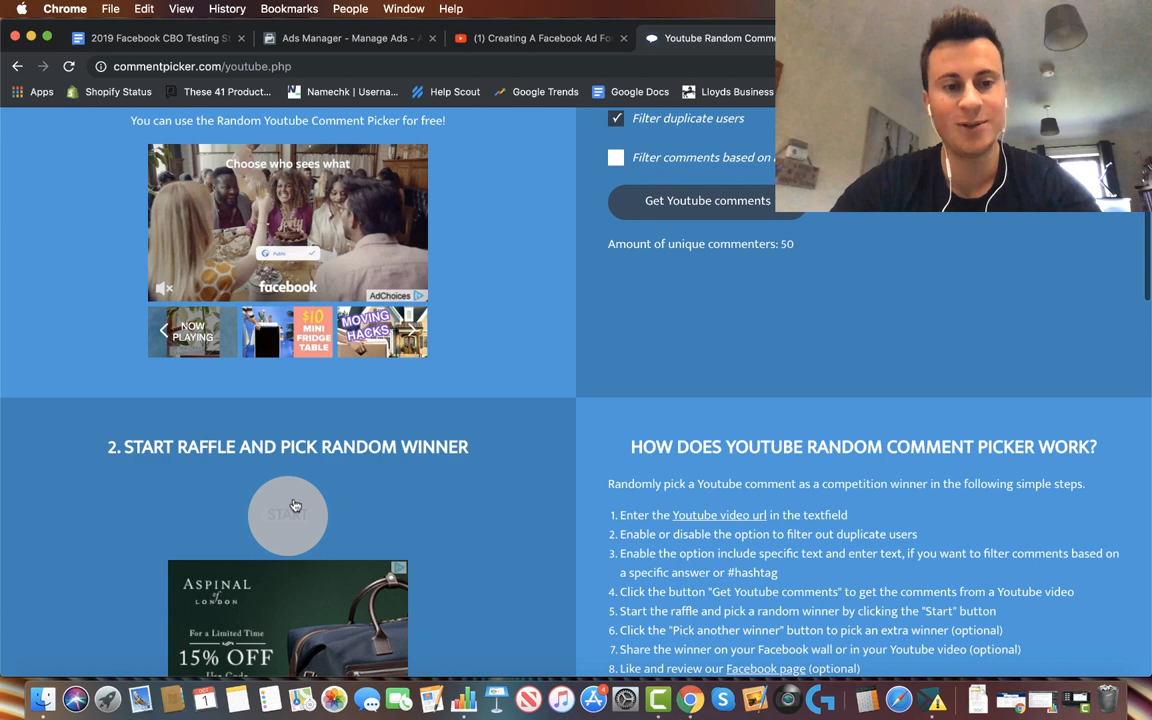 Chrome File Edit View History Bookmarks People Window Help
2019 Facebook CBO Testing S
Ads Manager - Manage Ads -
(1) Creating A Facebook Ad Fo
Youtube Random Comme
commentpicker.com/youtube.php
Apps
Shopify Status
These 41 Product...
Namechk | Userna...
Help Scout
Google Trends
Google Docs
Lloyds Business
You can use the Random Youtube Comment Picker for free!
Choose who sees what
Public
facebook
AdChoices
NOW
PLAYING
$10
MINI
FRIDGE
TABLE
MOVING
HACKS
Filter duplicate users
Filter comments based on
Get Youtube comments
Amount of unique commenters: 50
2. START RAFFLE AND PICK RANDOM WINNER
START
ASPINAL
of
LONDON
For a Limited Time
15% OFF
Use Code
HOW DOES YOUTUBE RANDOM COMMENT PICKER WORK?
Randomly pick a Youtube comment as a competition winner in the following simple steps.
1. Enter the Youtube video url in the textfield
2. Enable or disable the option to filter out duplicate users
3. Enable the option include specific text and enter text, if you want to filter comments based on
a specific answer or #hashtag
4. Click the button "Get Youtube comments" to get the comments from a Youtube video
5. Start the raffle and pick a random winner by clicking the "Start" button
6. Click the "Pick another winner" button to pick an extra winner (optional)
7. Share the winner on your Facebook wall or in your Youtube video (optional)
8. Like and review our Facebook page (optional)